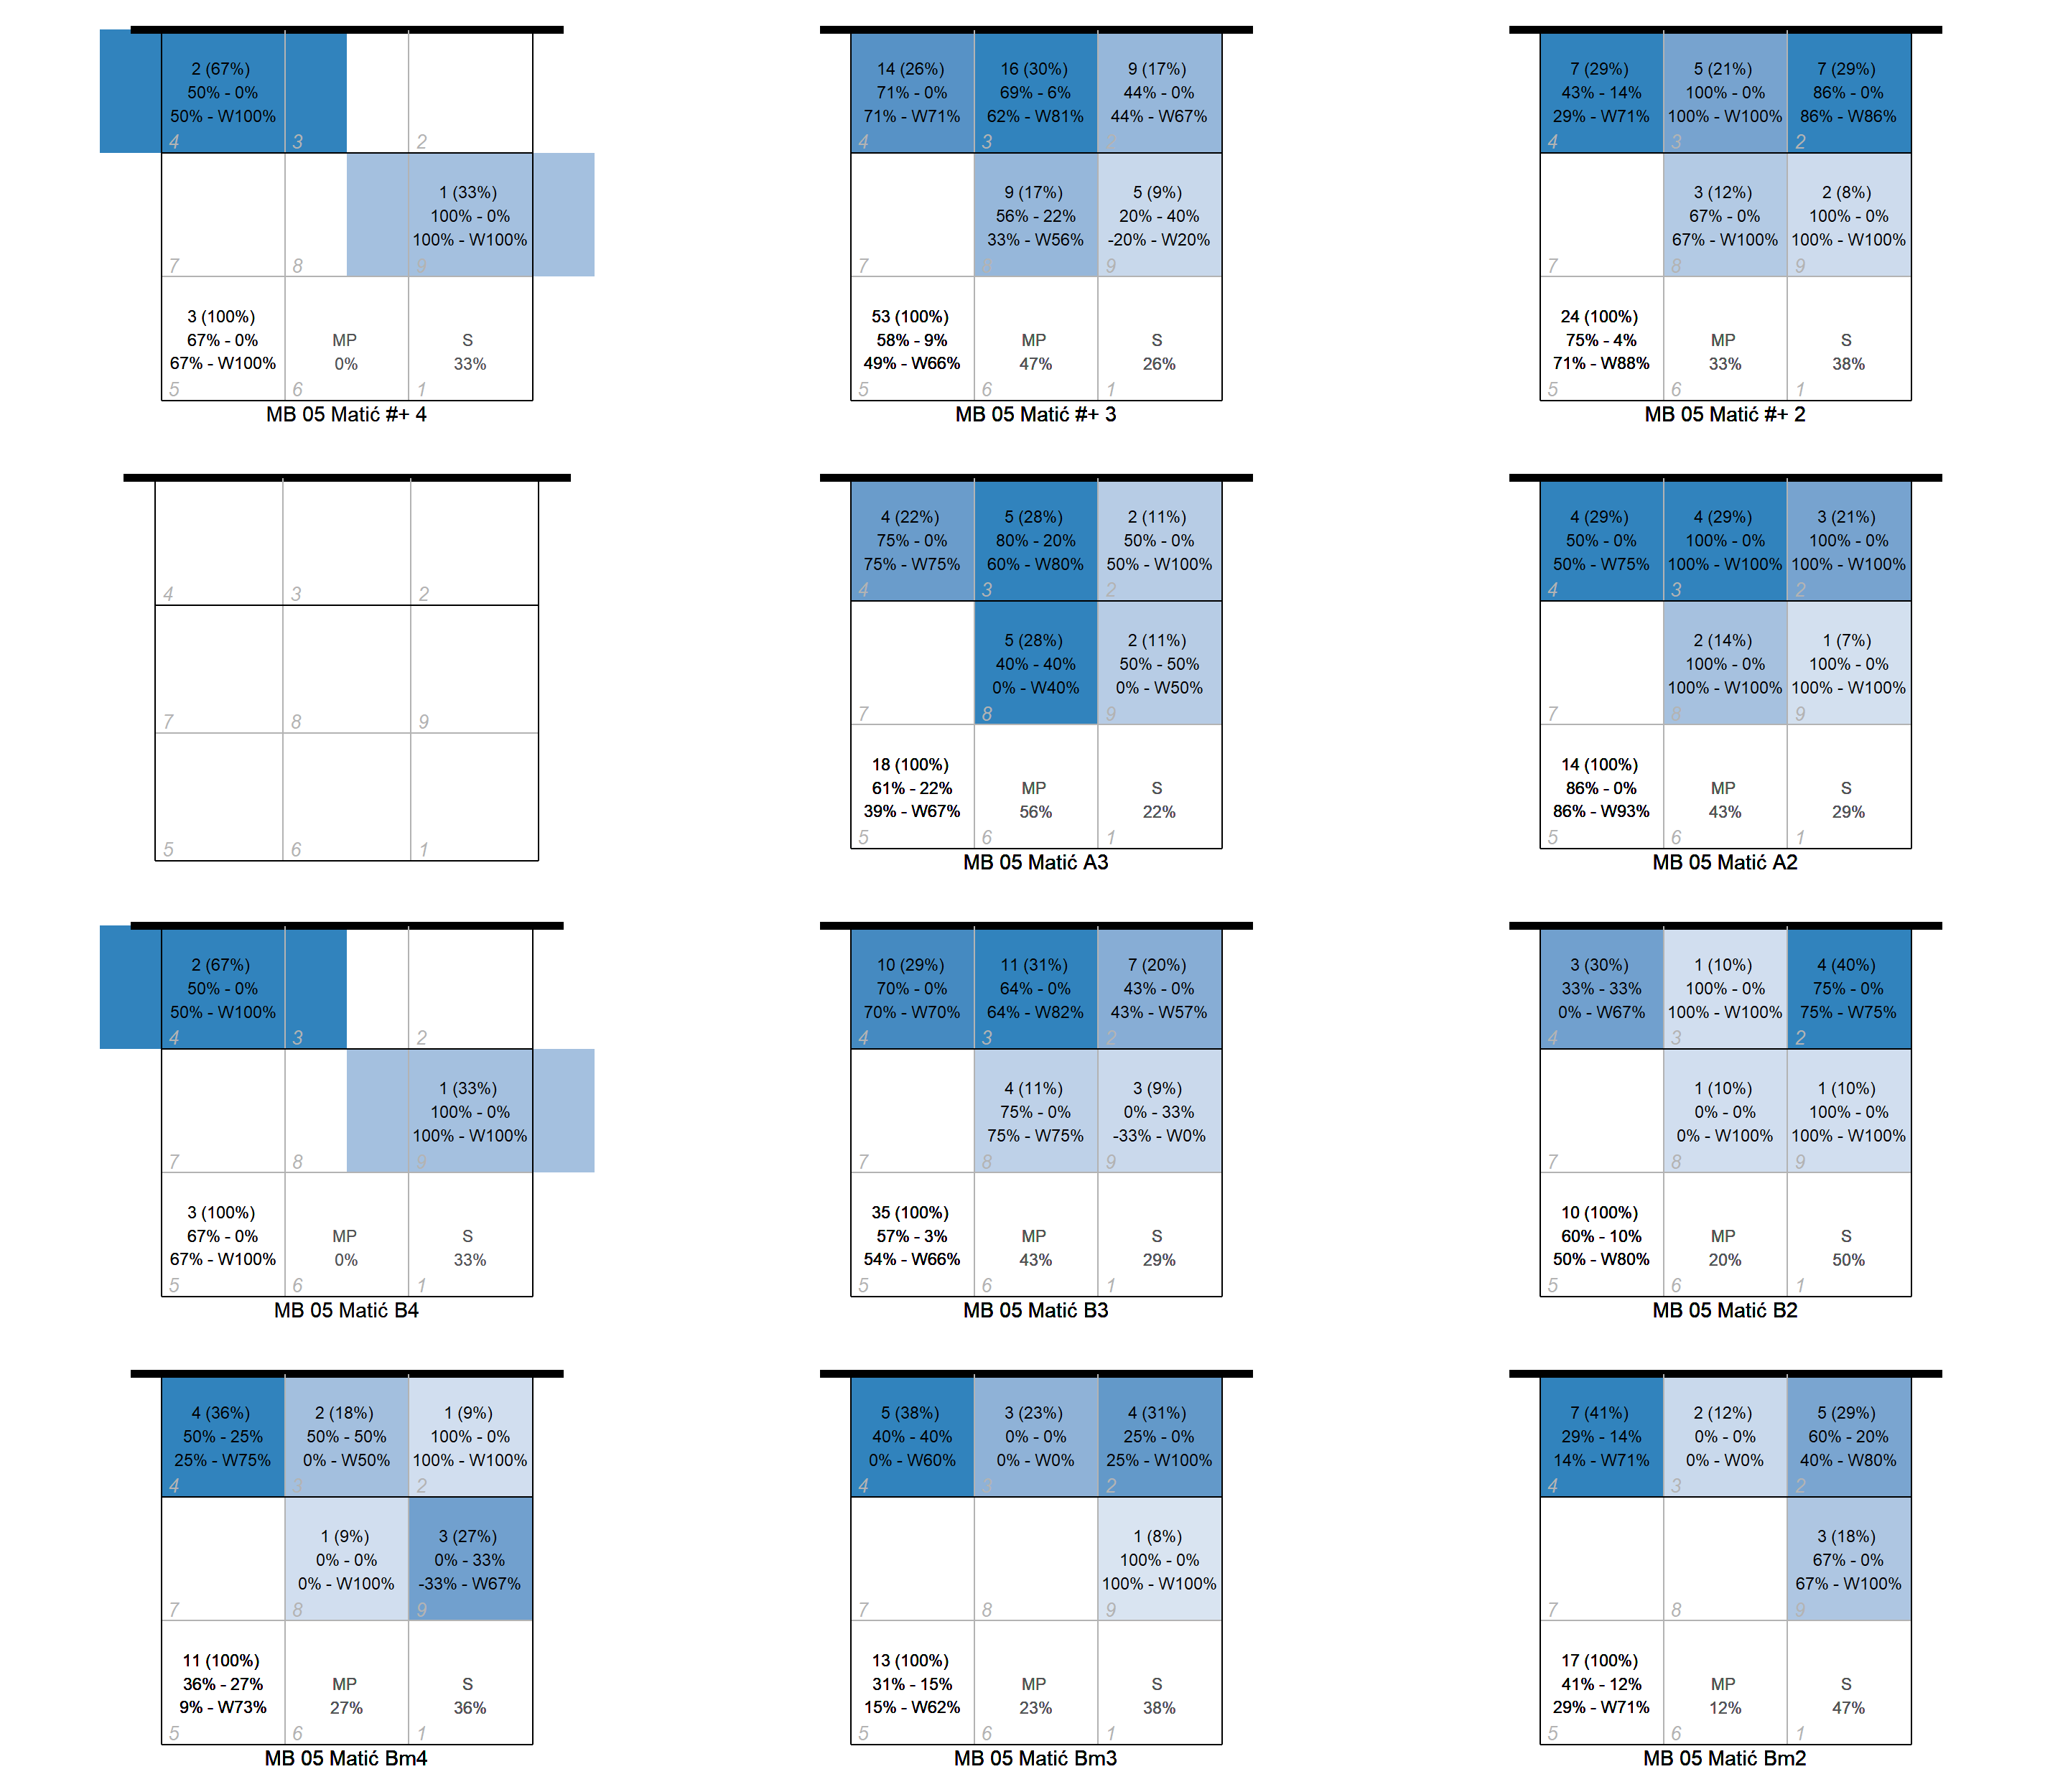 2 (67%)
50% - 0%
50% - W100%
4 3 2
1 (33%)
100% - 0%
100% - W100%
7 8 9
3 (100%)
67% - 0%
67% - W100%
MP
0%
S
33%
5 6 1
MB 05 Matić #+ 4
14 (26%)
71% - 0%
71% - W71%
16 (30%)
69% - 6%
62% - W81%
9 (17%)
44% - 0%
44% - W67%
4 3 2
9 (17%)
56% - 22%
33% - W56%
5 (9%)
20% - 40%
-20% - W20%
7 8 9
53 (100%)
58% - 9%
49% - W66%
MP
47%
S
26%
5 6 1
MB 05 Matić #+ 3
7 (29%)
43% - 14%
29% - W71%
5 (21%)
100% - 0%
100% - W100%
7 (29%)
86% - 0%
86% - W86%
4 3 2
3 (12%)
67% - 0%
67% - W100%
2 (8%)
100% - 0%
100% - W100%
7 8 9
24 (100%)
75% - 4%
71% - W88%
MP
33%
S
38%
5 6 1
MB 05 Matić #+ 2
4 3 2
7 8 9
5 6 1
4 (22%)
75% - 0%
75% - W75%
5 (28%)
80% - 20%
60% - W80%
2 (11%)
50% - 0%
50% - W100%
4 3 2
5 (28%)
40% - 40%
0% - W40%
2 (11%)
50% - 50%
0% - W50%
7 8 9
18 (100%)
61% - 22%
39% - W67%
MP
56%
S
22%
5 6 1
MB 05 Matić A3
4 (29%)
50% - 0%
50% - W75%
4 (29%)
100% - 0%
100% - W100%
3 (21%)
100% - 0%
100% - W100%
4 3 2
2 (14%)
100% - 0%
100% - W100%
1 (7%)
100% - 0%
100% - W100%
7 8 9
14 (100%)
86% - 0%
86% - W93%
MP
43%
S
29%
5 6 1
MB 05 Matić A2
2 (67%)
50% - 0%
50% - W100%
4 3 2
1 (33%)
100% - 0%
100% - W100%
7 8 9
3 (100%)
67% - 0%
67% - W100%
MP
0%
S
33%
5 6 1
MB 05 Matić B4
10 (29%)
70% - 0%
70% - W70%
11 (31%)
64% - 0%
64% - W82%
7 (20%)
43% - 0%
43% - W57%
4 3 2
4 (11%)
75% - 0%
75% - W75%
3 (9%)
0% - 33%
-33% - W0%
7 8 9
35 (100%)
57% - 3%
54% - W66%
MP
43%
S
29%
5 6 1
MB 05 Matić B3
3 (30%)
33% - 33%
0% - W67%
1 (10%)
100% - 0%
100% - W100%
4 (40%)
75% - 0%
75% - W75%
4 3 2
1 (10%)
0% - 0%
0% - W100%
1 (10%)
100% - 0%
100% - W100%
7 8 9
10 (100%)
60% - 10%
50% - W80%
MP
20%
S
50%
5 6 1
MB 05 Matić B2
4 (36%)
50% - 25%
25% - W75%
2 (18%)
50% - 50%
0% - W50%
1 (9%)
100% - 0%
100% - W100%
4 3 2
1 (9%)
0% - 0%
0% - W100%
3 (27%)
0% - 33%
-33% - W67%
7 8 9
11 (100%)
36% - 27%
9% - W73%
MP
27%
S
36%
5 6 1
MB 05 Matić Bm4
5 (38%)
40% - 40%
0% - W60%
3 (23%)
0% - 0%
0% - W0%
4 (31%)
25% - 0%
25% - W100%
4 3 2
1 (8%)
100% - 0%
100% - W100%
7 8 9
13 (100%)
31% - 15%
15% - W62%
MP
23%
S
38%
5 6 1
MB 05 Matić Bm3
7 (41%)
29% - 14%
14% - W71%
2 (12%)
0% - 0%
0% - W0%
5 (29%)
60% - 20%
40% - W80%
4 3 2
3 (18%)
67% - 0%
67% - W100%
7 8 9
17 (100%)
41% - 12%
29% - W71%
MP
12%
S
47%
5 6 1
MB 05 Matić Bm2